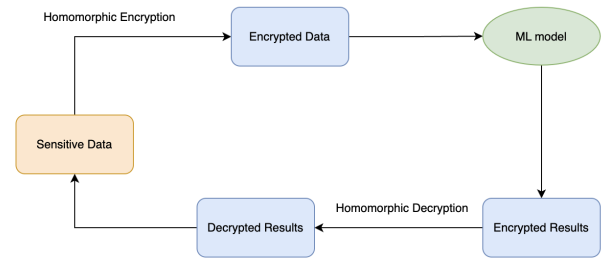 Homomorphic Encryption
Encrypted Data
ML model
Sensitive Data
Homomorphic Decryption
Decrypted Results
Encrypted Results